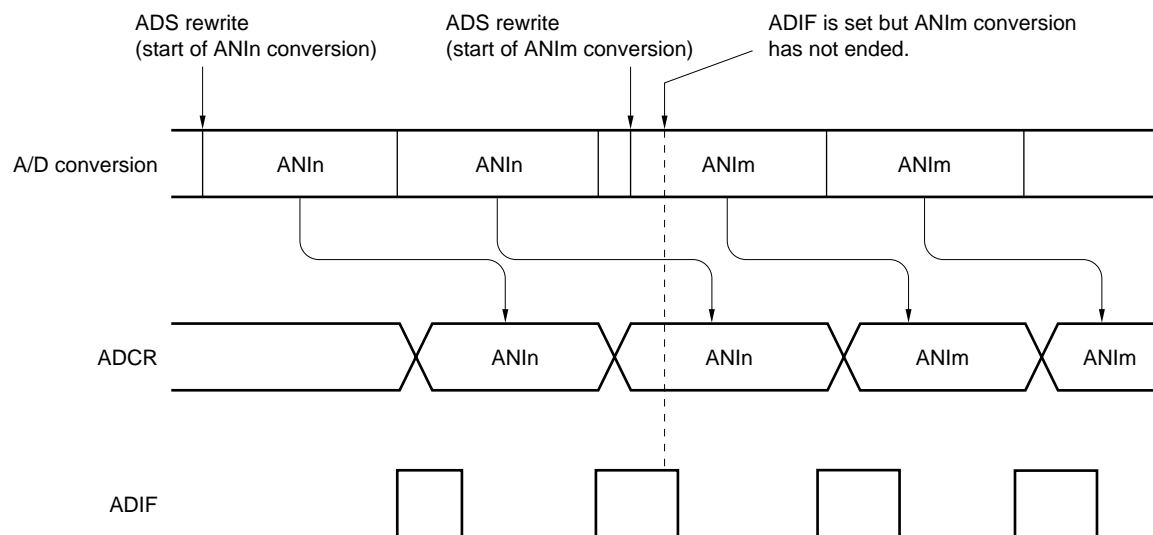 ADS rewrite
(start of ANIn conversion)
ADS rewrite
(start of ANIm conversion)
ADIF is set but ANIm conversion
has not ended.
A/D conversion
ANIn
ANIn
ANIm
ANIm
ADCR
ANIn
ANIn
ANIm
ANIm
ADIF